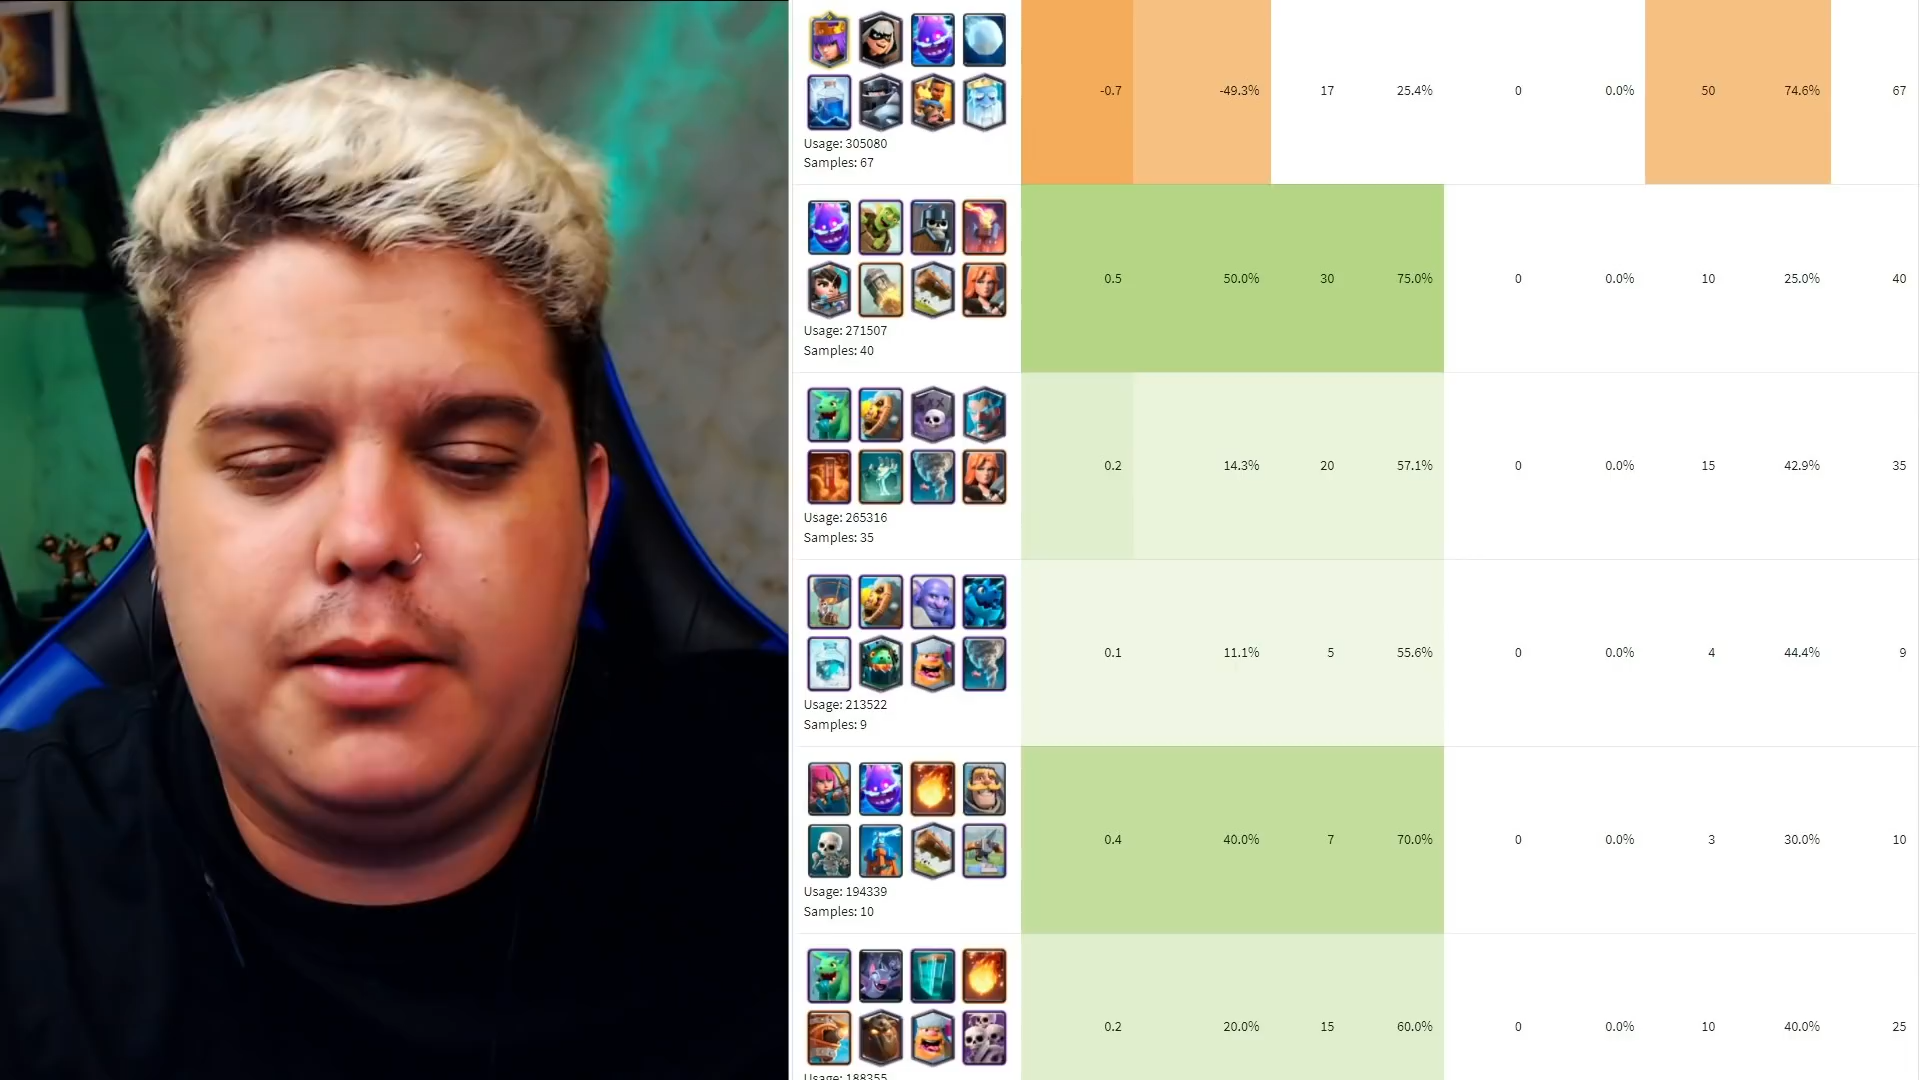 -0.7 -49.3% 17 25.4% 0 0.0% 50 74.6% 67
Usage: 305080
Samples: 67
0.5 50.0% 30 75.0% 0 0.0% 10 25.0% 40
Usage: 271507
Samples: 40
0.2 14.3% 20 57.1% 0 0.0% 15 42.9% 35
Usage: 265316
Samples: 35
0.1 11.1% 5 55.6% 0 0.0% 4 44.4% 9
Usage: 213522
Samples: 9
0.4 40.0% 7 70.0% 0 0.0% 3 30.0% 10
Usage: 194339
Samples: 10
0.2 20.0% 15 60.0% 0 0.0% 10 40.0% 25
Usage: 188355